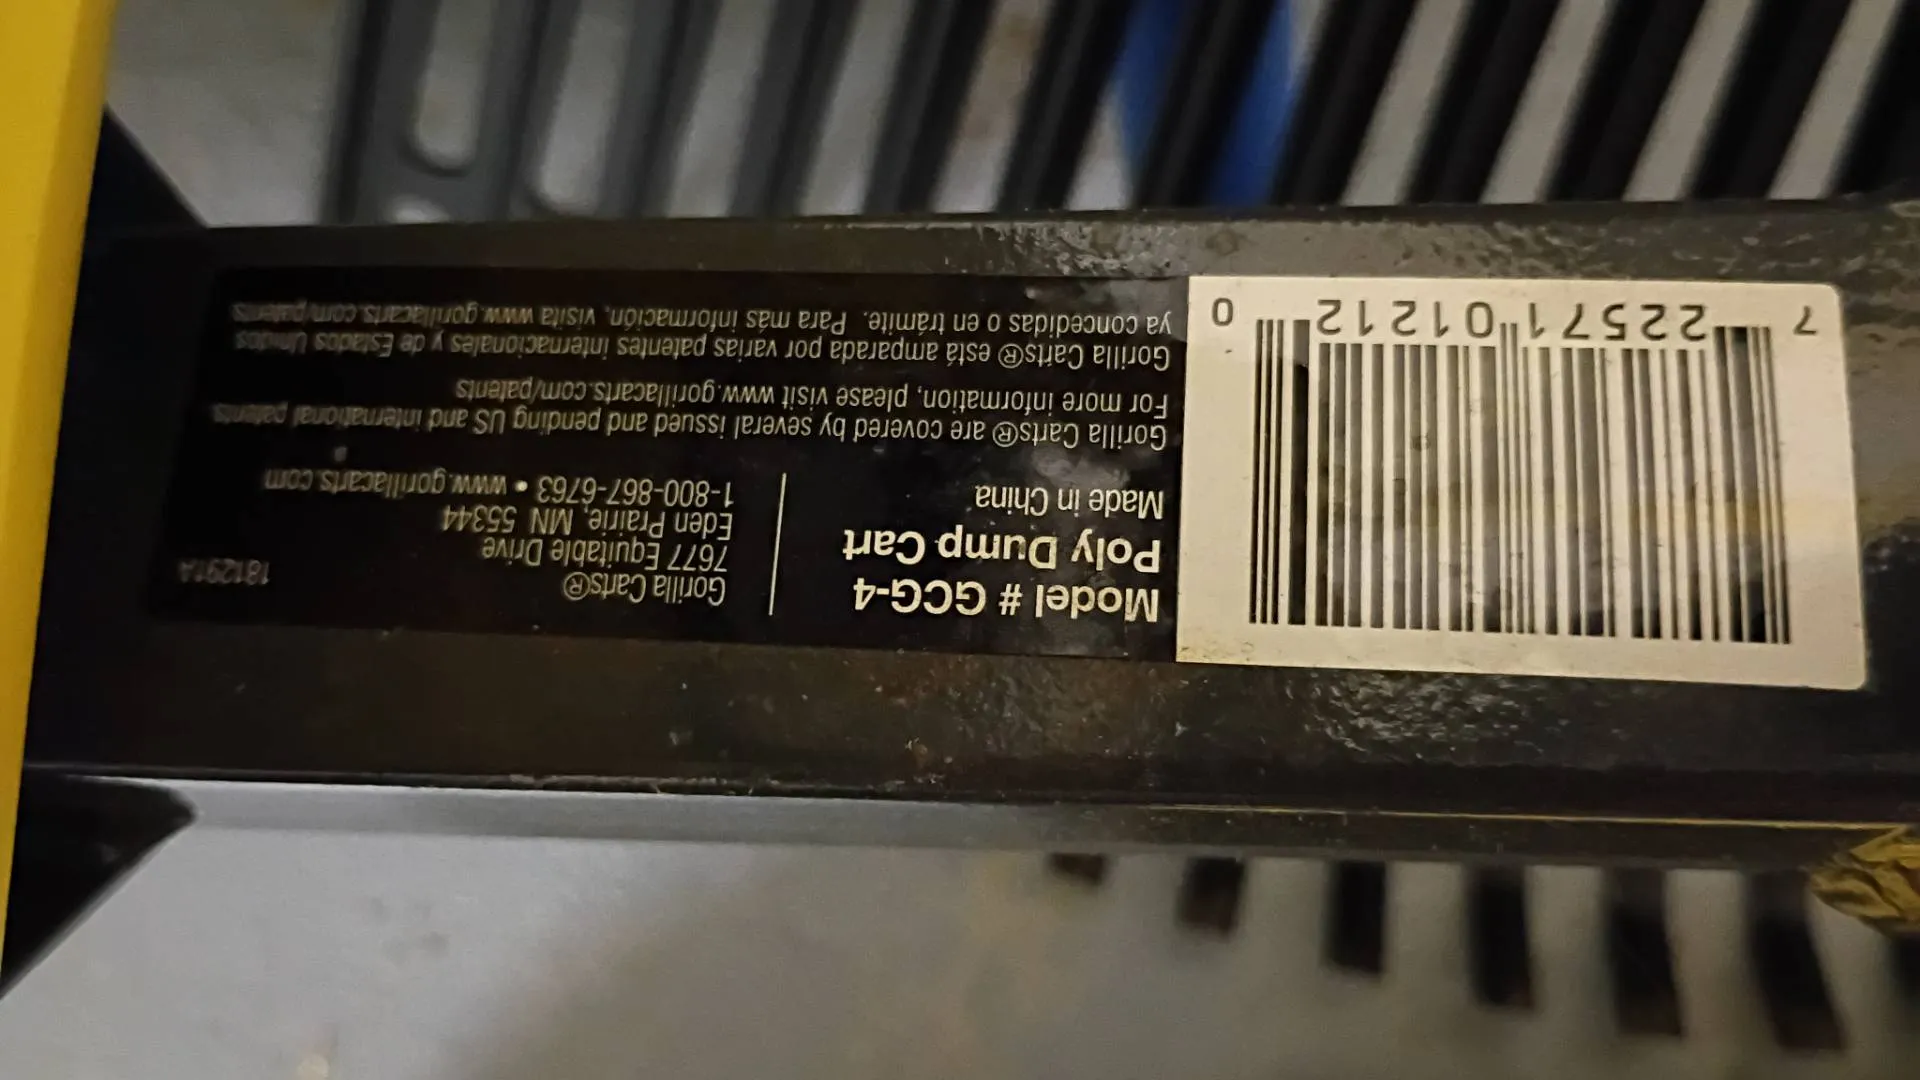 Model # GCG-4
Poly Dump Cart
Made in China
Gorilla Carts®
7677 Equitable Drive
Eden Prairie, MN 55344
1-800-867-6763 • www.gorillacarts.com
181291A
Gorilla Carts® are covered by several issued and pending US and international patents.
For more information, please visit www.gorillacarts.com/patents
Gorilla Carts® está amparada por varias patentes internacionales y de Estados Unidos
ya concedidas o en trámite. Para más información, visita www.gorillacarts.com/patents
7 22571 01212 0